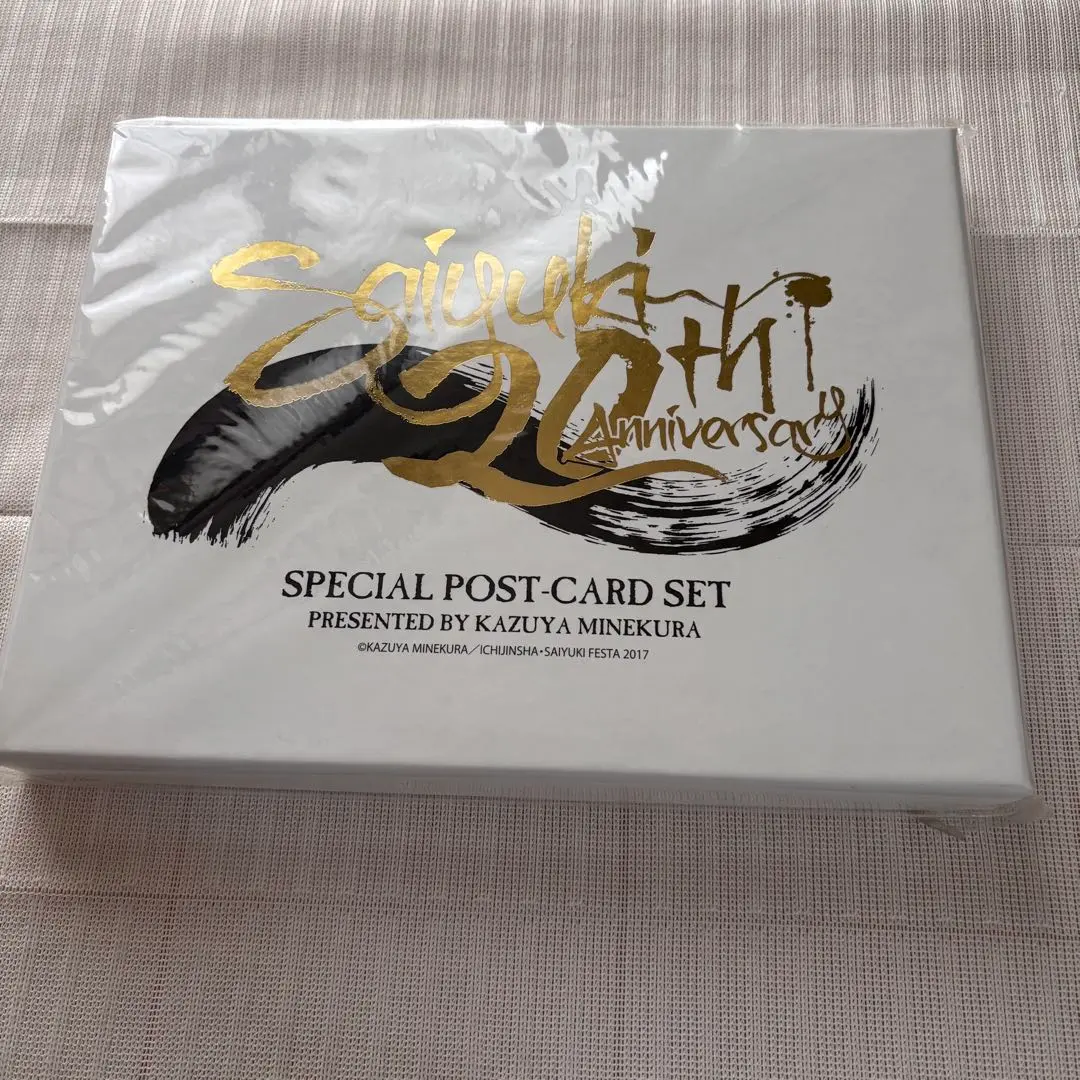 Saiyuki
20th
Anniversary
SPECIAL POST-CARD SET
PRESENTED BY KAZUYA MINEKURA
©KAZUYA MINEKURA／ICHIJINSHA・SAIYUKI FESTA 2017